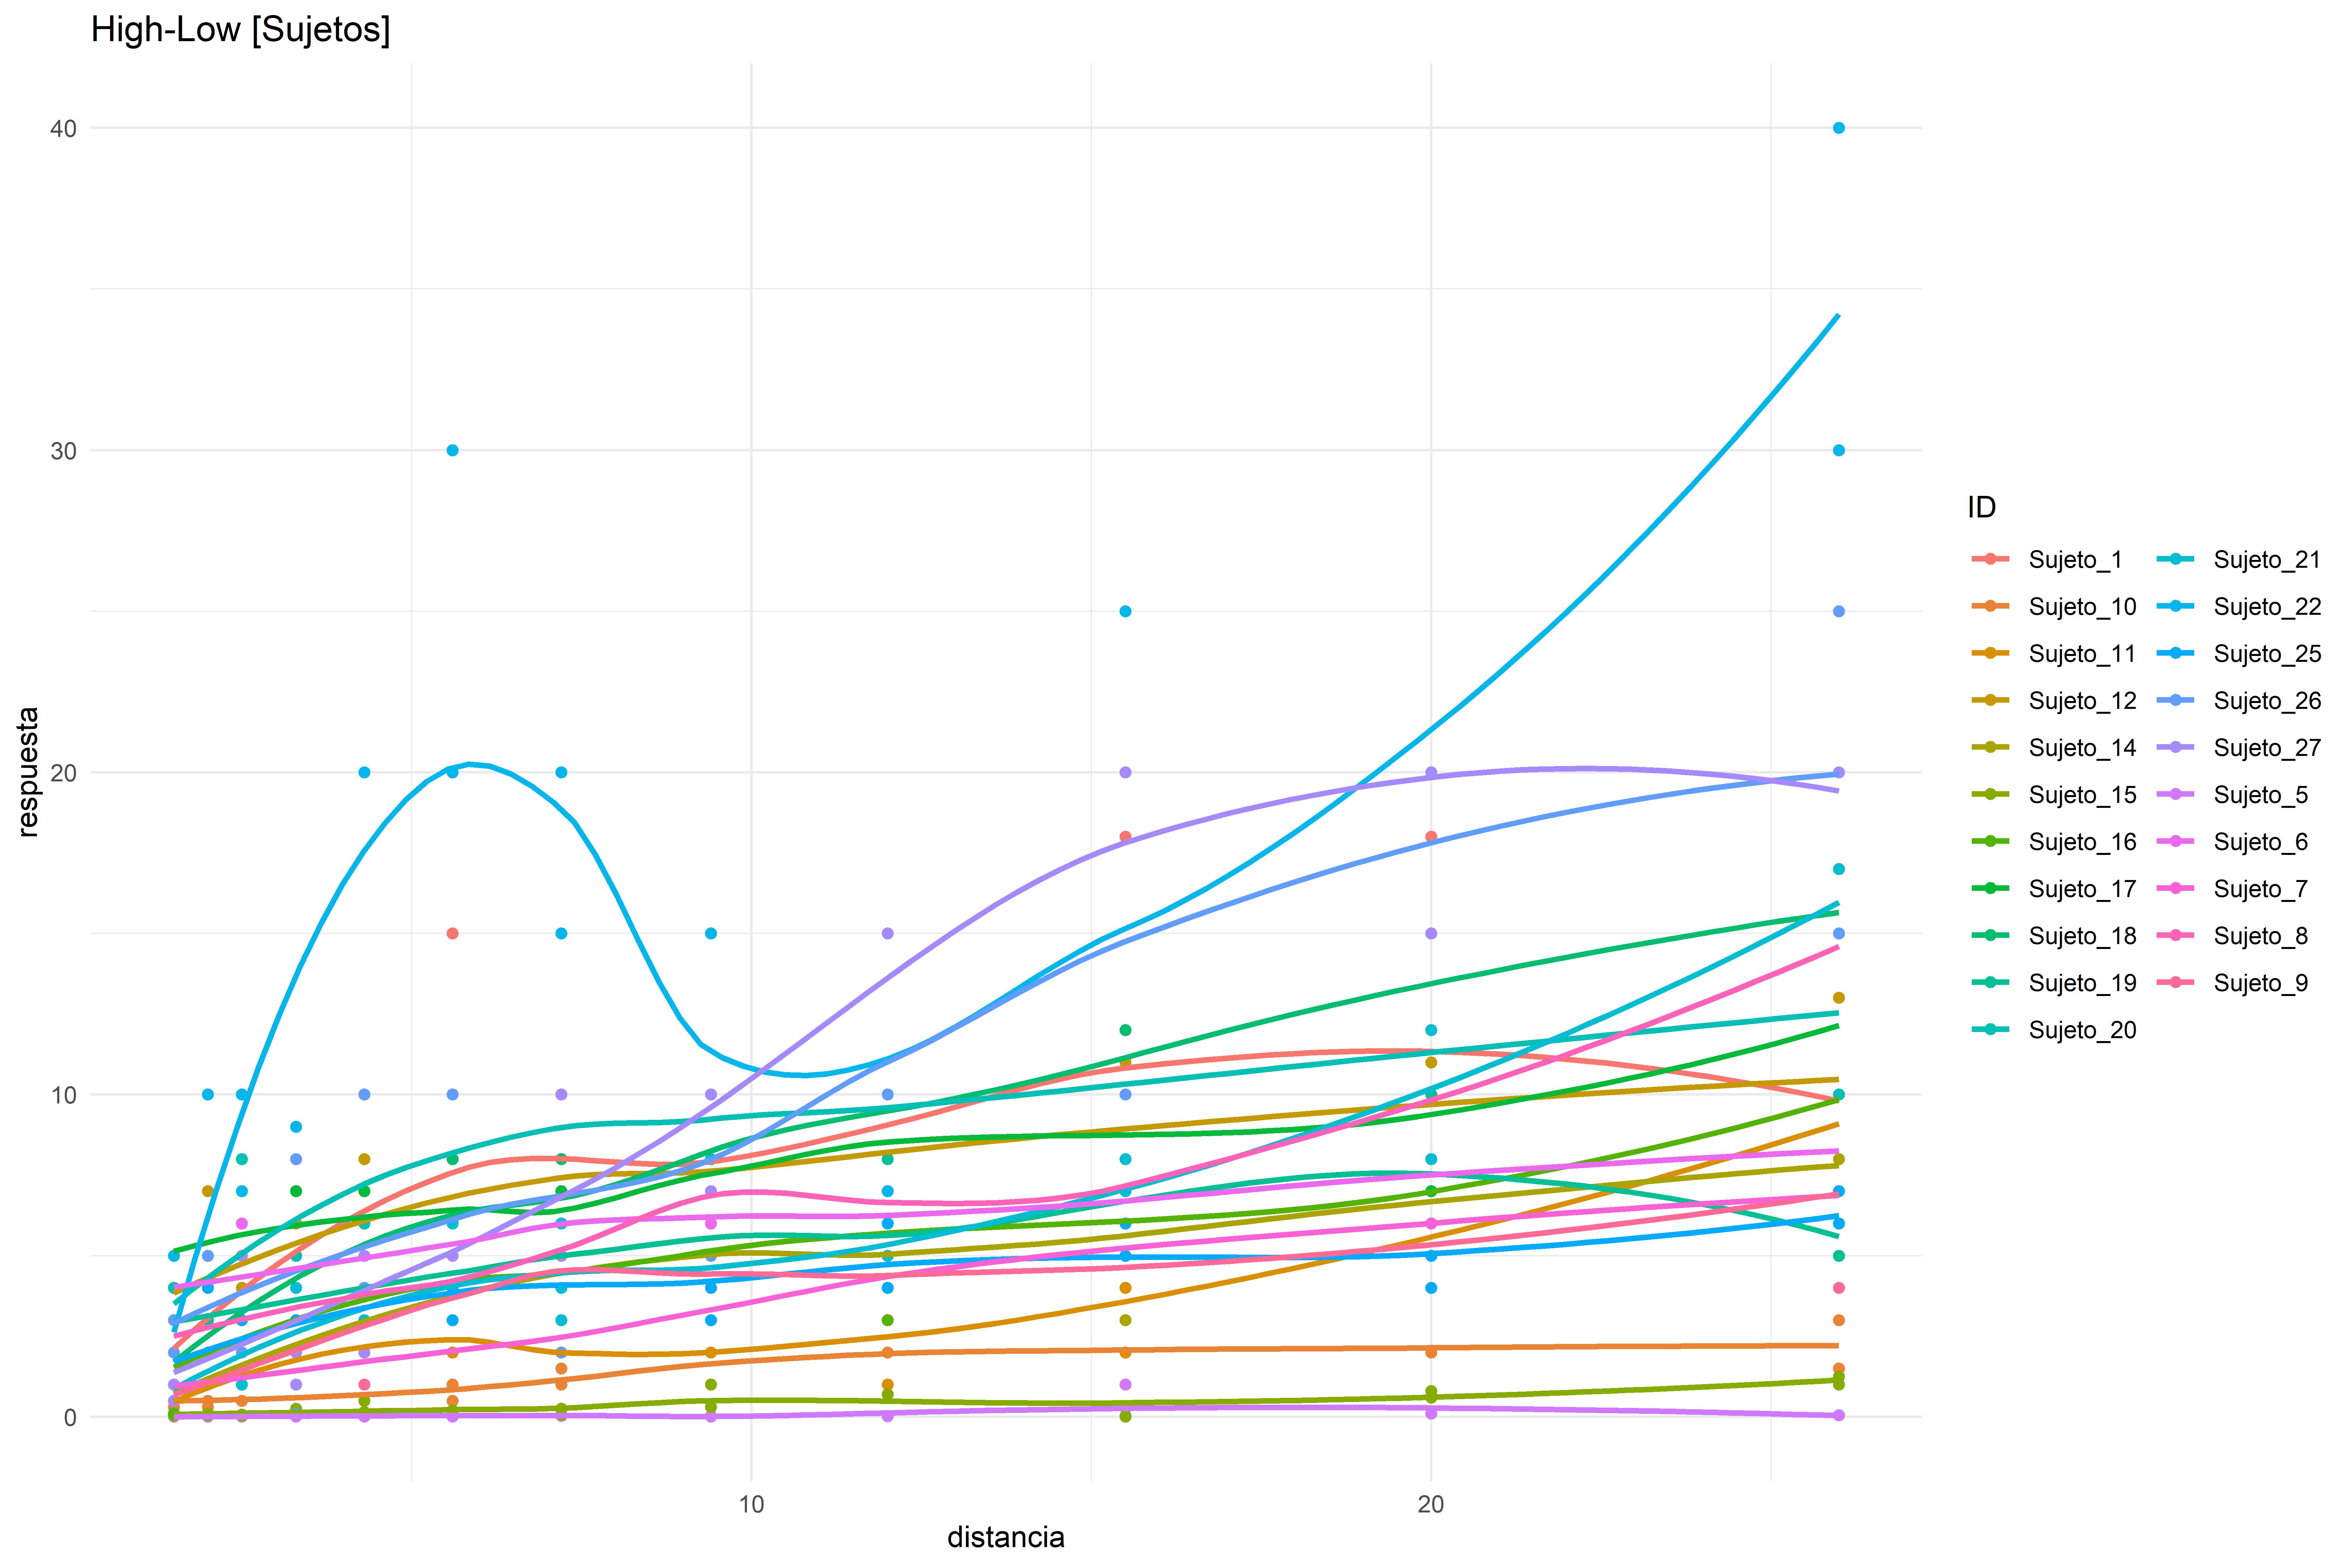 High-Low [Sujetos]
40
30
20
10
0
respuesta
10
20
distancia
ID
Sujeto_1
Sujeto_10
Sujeto_11
Sujeto_12
Sujeto_14
Sujeto_15
Sujeto_16
Sujeto_17
Sujeto_18
Sujeto_19
Sujeto_20
Sujeto_21
Sujeto_22
Sujeto_25
Sujeto_26
Sujeto_27
Sujeto_5
Sujeto_6
Sujeto_7
Sujeto_8
Sujeto_9